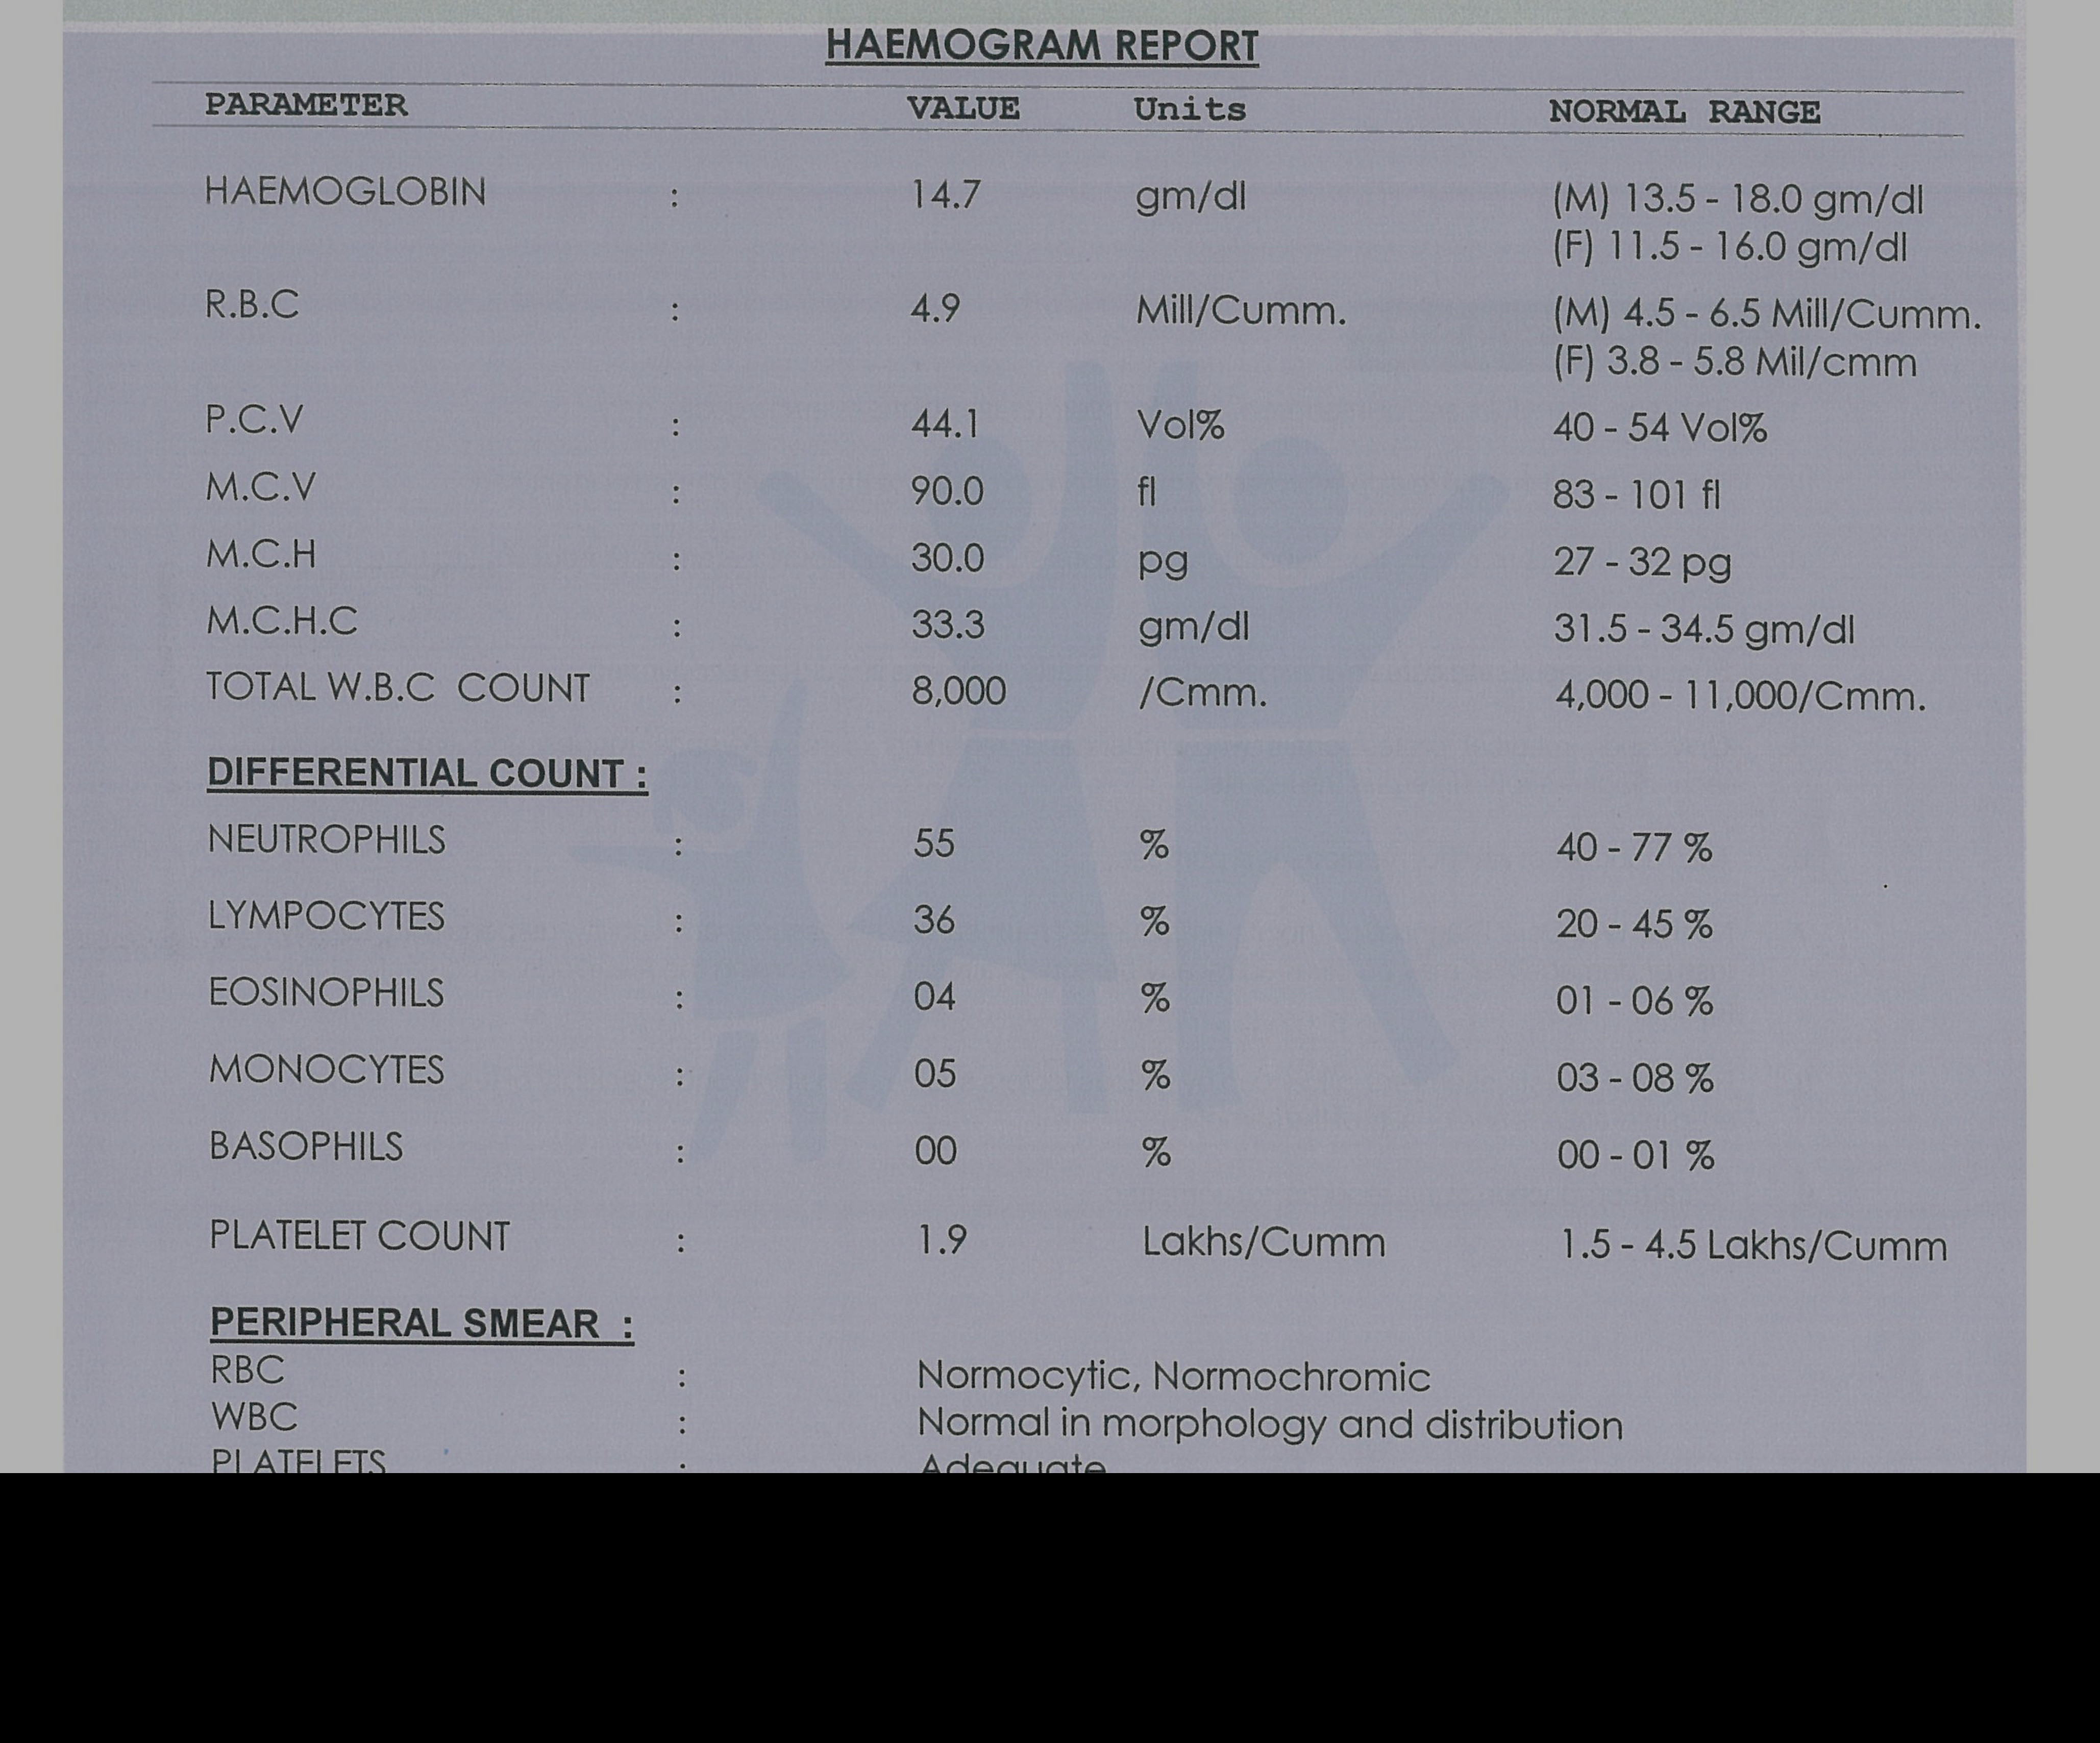 HAEMOGRAM REPORT
PARAMETER VALUE Units NORMAL RANGE
HAEMOGLOBIN : 14.7 gm/dl (M) 13.5 - 18.0 gm/dl
(F) 11.5 - 16.0 gm/dl
R.B.C : 4.9 Mill/Cumm. (M) 4.5 - 6.5 Mill/Cumm.
(F) 3.8 - 5.8 Mil/cmm
P.C.V : 44.1 Vol% 40 - 54 Vol%
M.C.V : 90.0 fl 83 - 101 fl
M.C.H : 30.0 pg 27 - 32 pg
M.C.H.C : 33.3 gm/dl 31.5 - 34.5 gm/dl
TOTAL W.B.C COUNT : 8,000 /Cmm. 4,000 - 11,000/Cmm.
DIFFERENTIAL COUNT :
NEUTROPHILS : 55 % 40 - 77 %
LYMPOCYTES : 36 % 20 - 45 %
EOSINOPHILS : 04 % 01 - 06 %
MONOCYTES : 05 % 03 - 08 %
BASOPHILS : 00 % 00 - 01 %
PLATELET COUNT : 1.9 Lakhs/Cumm 1.5 - 4.5 Lakhs/Cumm
PERIPHERAL SMEAR :
RBC : Normocytic, Normochromic
WBC : Normal in morphology and distribution
PLATELETS : Adequate